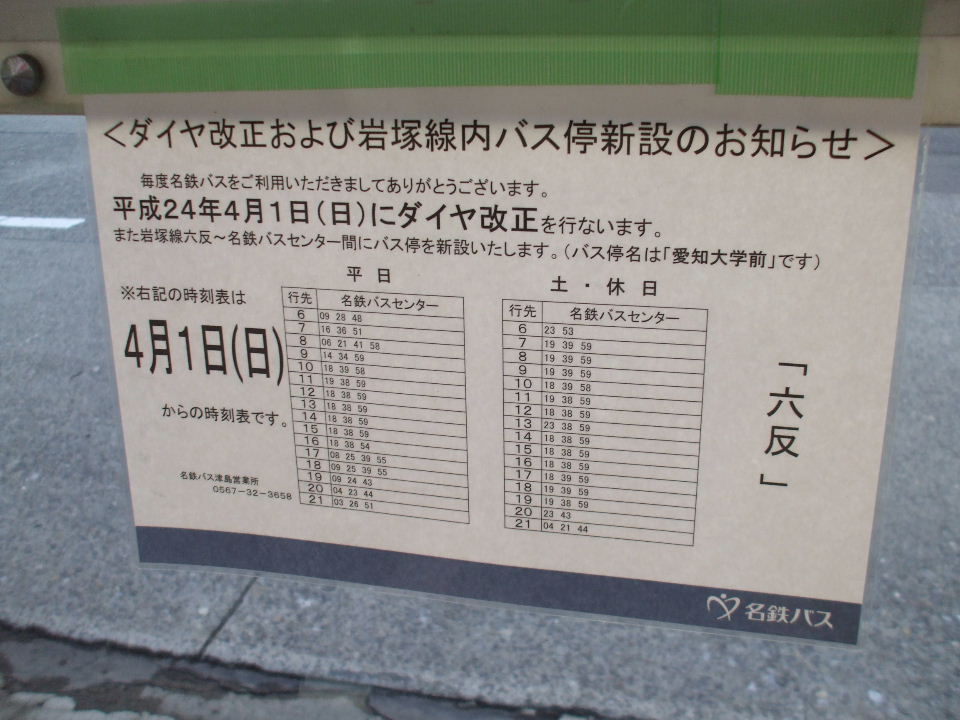 ＜ダイヤ改正および岩塚線内バス停新設のお知らせ＞
毎度名鉄バスをご利用いただきましてありがとうございます。
平成24年4月1日（日）にダイヤ改正を行ないます。
また岩塚線六反～名鉄バスセンター間にバス停を新設いたします。（バス停名は「愛知大学前」です）
※右記の時刻表は
4月1日(日)
からの時刻表です。
名鉄バス津島営業所
0567-32-3658
平日
行先 名鉄バスセンター
6 09 28 48
7 16 36 51
8 06 21 41 58
9 14 34 59
10 18 39 58
11 19 38 59
12 18 38 59
13 18 38 59
14 18 38 59
15 18 38 59
16 18 38 54
17 08 25 39 55
18 09 25 39 55
19 09 24 43
20 04 23 44
21 03 26 51
土・休日
行先 名鉄バスセンター
6 23 53
7 19 39 59
8 19 39 59
9 19 39 59
10 18 39 58
11 19 38 59
12 18 38 59
13 23 38 59
14 18 38 59
15 18 38 59
16 18 38 59
17 18 39 59
18 19 39 59
19 19 38 59
20 23 43
21 04 21 44
「六反」
名鉄バス